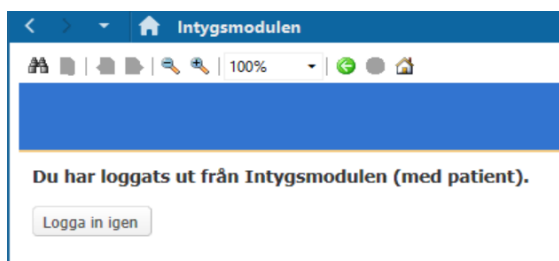 Intygsmodulen
100%
Du har loggats ut från Intygsmodulen (med patient).
Logga in igen